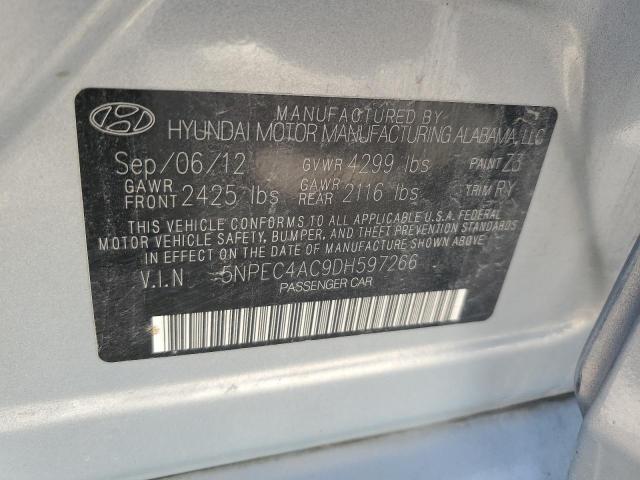 MANUFACTURED BY
HYUNDAI MOTOR MANUFACTURING ALABAMA, LLC
Sep/06/12 GVWR 4299 lbs PAINT Z3
GAWR FRONT 2425 lbs GAWR REAR 2116 lbs TRIM RY
THIS VEHICLE CONFORMS TO ALL APPLICABLE U.S.A. FEDERAL
MOTOR VEHICLE SAFETY, BUMPER, AND THEFT PREVENTION STANDARDS
IN EFFECT ON THE DATE OF MANUFACTURE SHOWN ABOVE.
V.I.N 5NPEC4AC9DH597266
PASSENGER CAR